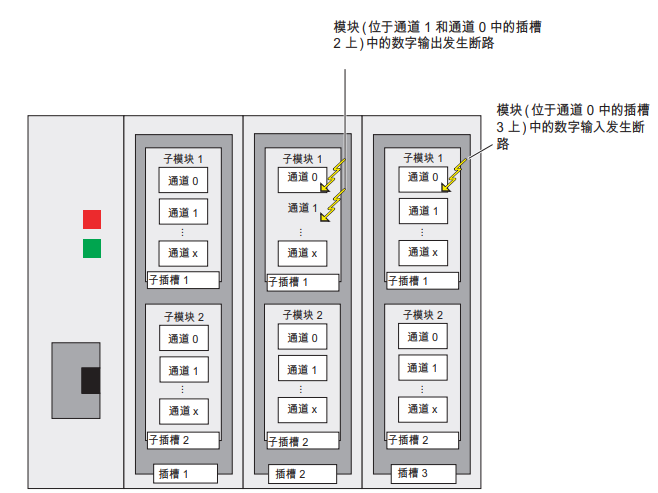 模块(位于通道 1 和通道 0 中的插槽
2 上)中的数字输出发生断路
模块(位于通道 0 中的插槽
3 上)中的数字输入发生断
路
子模块 1
通道 0
通道 1
⋮
通道 x
子插槽 1
子模块 2
通道 0
通道 1
⋮
通道 x
子插槽 2
插槽 1
子模块 1
通道 0
通道 1
⋮
通道 x
子插槽 1
子模块 2
通道 0
通道 1
⋮
通道 x
子插槽 2
插槽 2
子模块 1
通道 0
通道 1
⋮
通道 x
子插槽 1
子模块 2
通道 0
通道 1
⋮
通道 x
子插槽 2
插槽 3